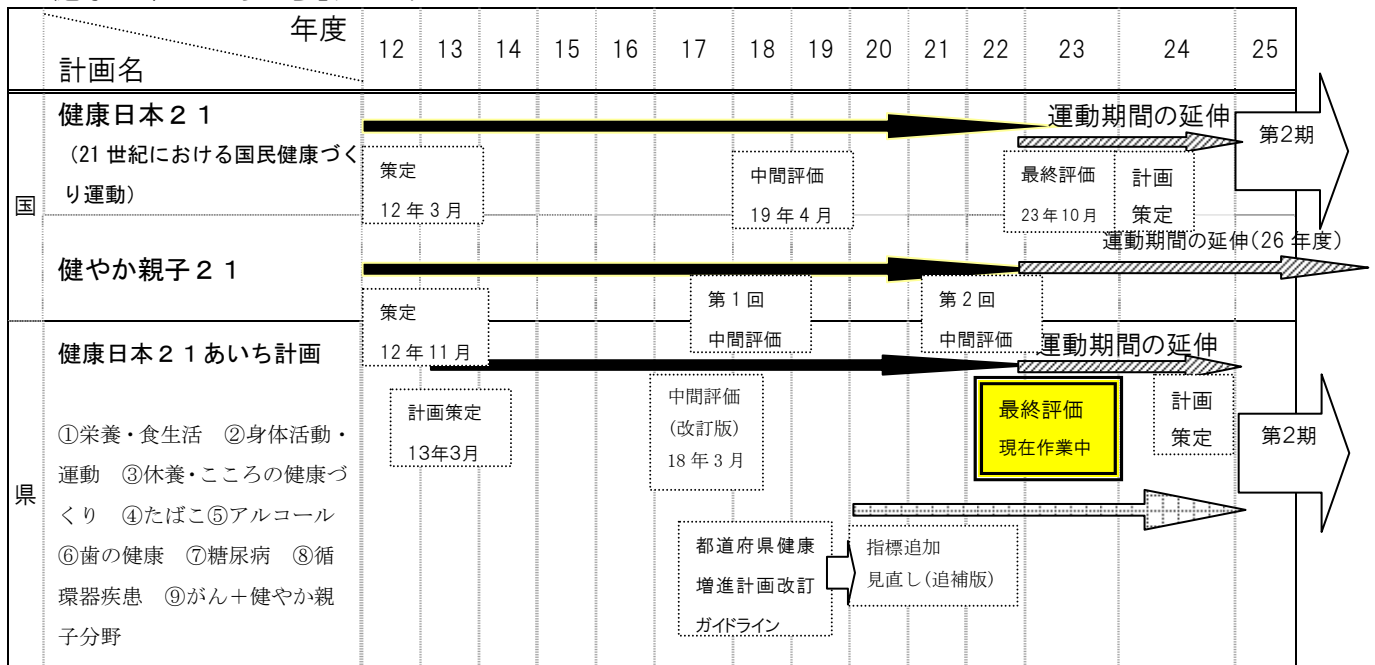 年度
計画名
12 13 14 15 16 17 18 19 20 21 22 23 24 25
国
健康日本２１
（21 世紀における国民健康づく
り運動）
運動期間の延伸
第2期
策定
12 年 3 月
中間評価
19 年 4 月
最終評価
23 年 10 月
計画
策定
健やか親子２１
運動期間の延伸(26 年度)
策定
12 年 11 月
第 1 回
中間評価
第 2 回
中間評価
県
健康日本２１あいち計画
運動期間の延伸
①栄養・食生活　②身体活動・
運動　③休養・こころの健康づ
くり　④たばこ⑤アルコール
⑥歯の健康　⑦糖尿病　⑧循
環器疾患　⑨がん＋健やか親
子分野
計画策定
13年3月
中間評価
(改訂版)
18 年 3 月
最終評価
現在作業中
計画
策定
第2期
都道府県健康
増進計画改訂
ガイドライン
指標追加
見直し(追補版)